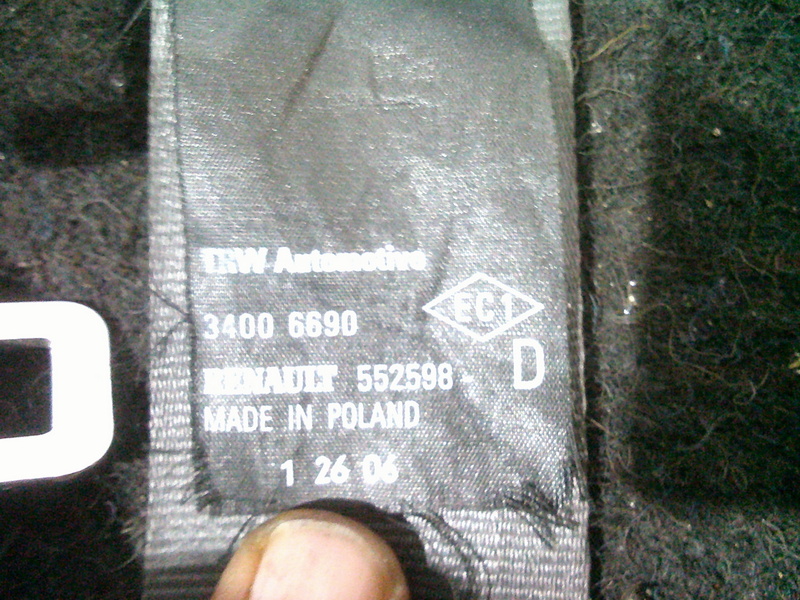 TRW Automotive
EC1
3400 6690
D
RENAULT 552598
MADE IN POLAND
1 26 06